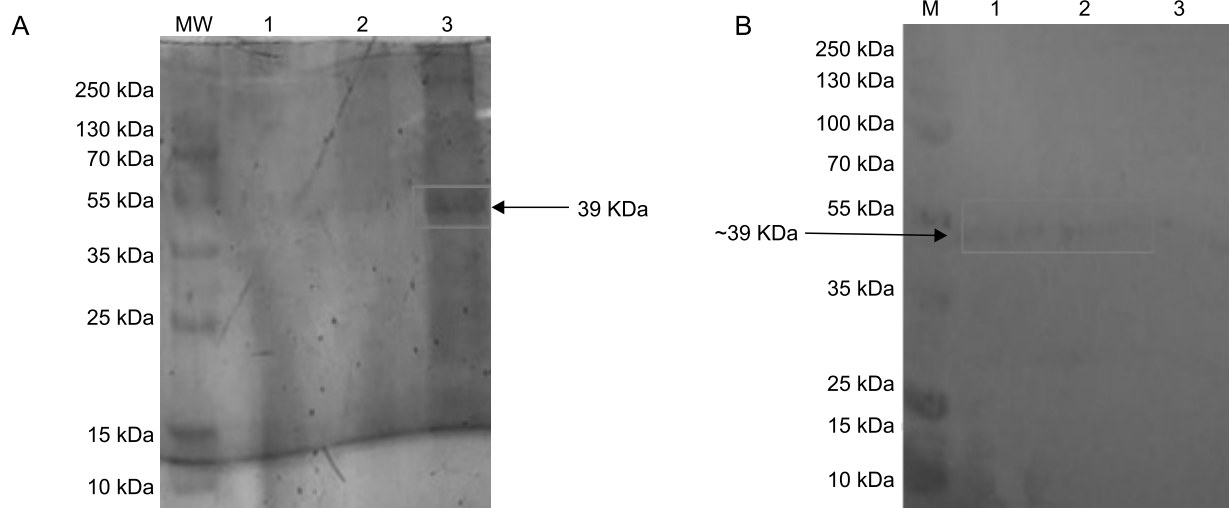 A
MW 1 2 3
250 kDa
130 kDa
70 kDa
55 kDa
35 kDa
25 kDa
15 kDa
10 kDa
39 KDa
B
M 1 2 3
250 kDa
130 kDa
100 kDa
70 kDa
55 kDa
~39 KDa
35 kDa
25 kDa
15 kDa
10 kDa